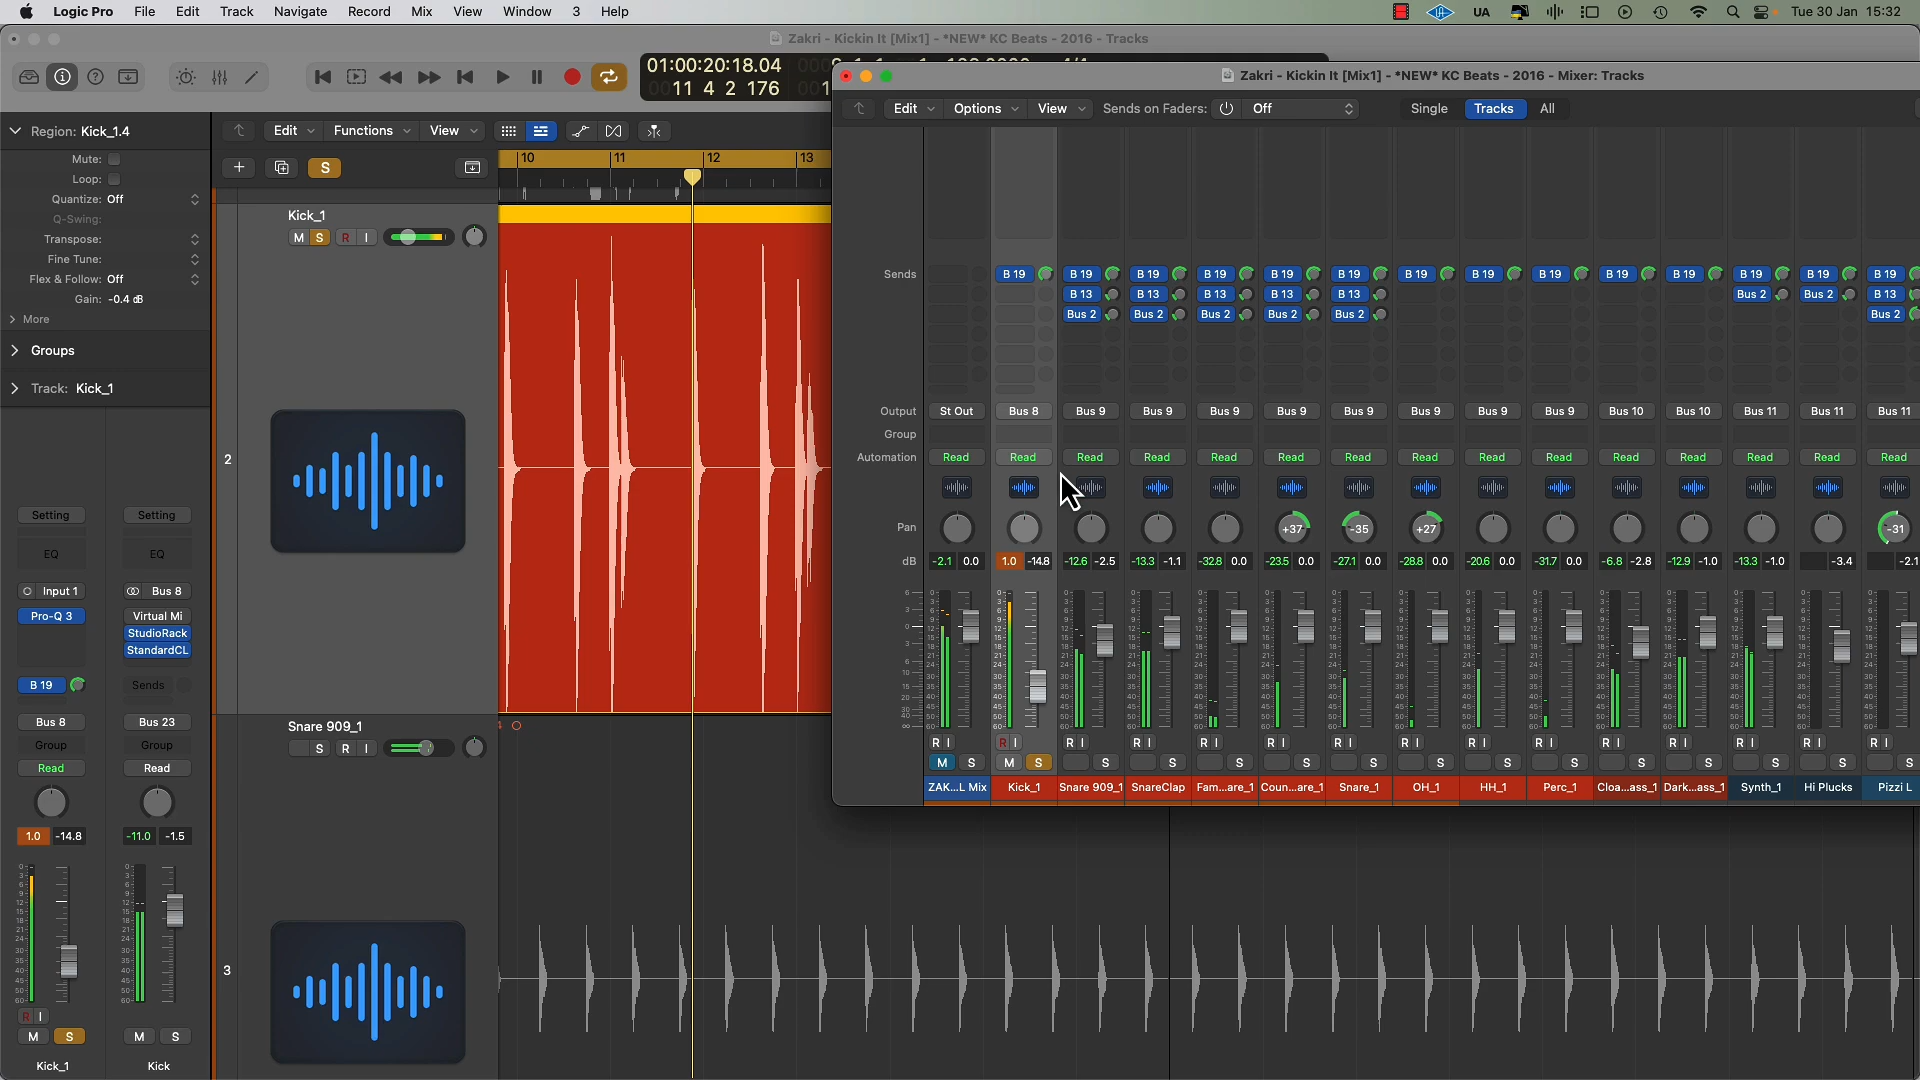 Logic Pro File Edit Track Navigate Record Mix View Window 3 Help UA Tue 30 Jan 15:32
Zakri - Kickin It [Mix1] - *NEW* KC Beats - 2016 - Tracks
01:00:20:18.04
0011 4 2 176
Zakri - Kickin It [Mix1] - *NEW* KC Beats - 2016 - Mixer: Tracks
Edit Options View Sends on Faders: Off Single Tracks All
Region: Kick_1.4
Edit Functions View
10 11 12 13
Mute:
Loop:
Quantize: Off
Q-Swing:
Transpose:
Fine Tune:
Flex & Follow: Off
Gain: -0.4 dB
More
Groups
Track: Kick_1
S
Kick_1
M S R I
2
Snare 909_1
S R I
3
Setting Setting
EQ EQ
Input 1 Bus 8
Pro-Q 3 Virtual Mi
StudioRack
StandardCL
B 19 Sends
Bus 8 Bus 23
Group Group
Read Read
1.0 -14.8 -11.0 -1.5
R I
M S M S
Kick_1 Kick
Sends B 19 B 19 B 19 B 19 B 19 B 19 B 19 B 19 B 19 B 19 B 19 B 19 B 19 B 19
B 13 B 13 B 13 B 13 B 13 Bus 2 Bus 2 B 13
Bus 2 Bus 2 Bus 2 Bus 2 Bus 2 Bus 2
Output St Out Bus 8 Bus 9 Bus 9 Bus 9 Bus 9 Bus 9 Bus 9 Bus 9 Bus 9 Bus 10 Bus 10 Bus 11 Bus 11 Bus 11
Group
Automation Read Read Read Read Read Read Read Read Read Read Read Read Read Read Read
Pan +37 -35 +27 -31
dB -2.1 0.0 1.0 -14.8 -12.6 -2.5 -13.3 -1.1 -32.8 0.0 -23.5 0.0 -27.1 0.0 -28.8 0.0 -20.6 0.0 -31.7 0.0 -6.8 -2.8 -12.9 -1.0 -13.3 -1.0 -3.4 -2.1
R I R I R I R I R I R I R I R I R I R I R I R I R I R I R I
M S M S S S S S S S S S S S S S S
ZAK...L Mix Kick_1 Snare 909_1 SnareClap Fam...are_1 Coun...are_1 Snare_1 OH_1 HH_1 Perc_1 Cloa...ass_1 Dark...ass_1 Synth_1 Hi Plucks Pizzi L